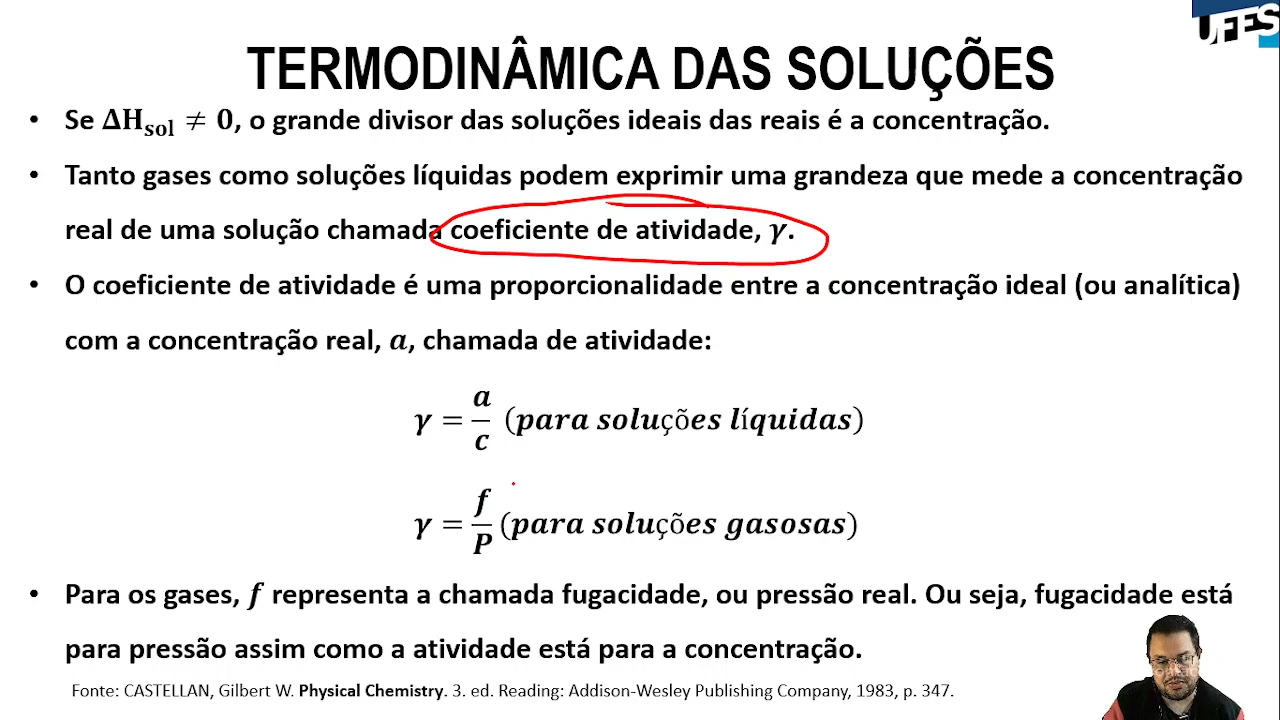 UFES
TERMODINÂMICA DAS SOLUÇÕES
• Se ΔH_sol ≠ 0, o grande divisor das soluções ideais das reais é a concentração.
• Tanto gases como soluções líquidas podem exprimir uma grandeza que mede a concentração
real de uma solução chamada coeficiente de atividade, γ.
• O coeficiente de atividade é uma proporcionalidade entre a concentração ideal (ou analítica)
com a concentração real, a, chamada de atividade:
γ = a/c (para soluções líquidas)
γ = f/P (para soluções gasosas)
• Para os gases, f representa a chamada fugacidade, ou pressão real. Ou seja, fugacidade está
para pressão assim como a atividade está para a concentração.
Fonte: CASTELLAN, Gilbert W. Physical Chemistry. 3. ed. Reading: Addison-Wesley Publishing Company, 1983, p. 347.